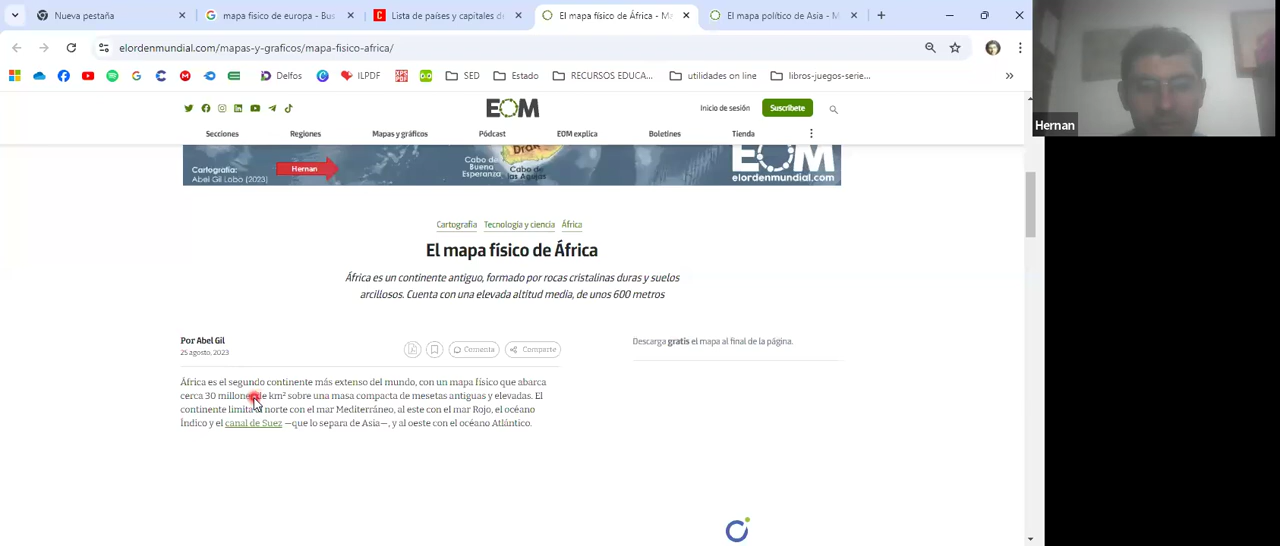 Nueva pestaña
mapa fisico de europa - Bus
Lista de países y capitales de
El mapa físico de África - Ma
El mapa político de Asia - M
elordenmundial.com/mapas-y-graficos/mapa-fisico-africa/
Delfos
ILPDF
SED
Estado
RECURSOS EDUCA...
utilidades on line
libros-juegos-serie...
Hernan
EOM
Inicio de sesión
Suscríbete
Secciones
Regiones
Mapas y gráficos
Pódcast
EOM explica
Boletines
Tienda
Cartografía:
Abel Gil Lobo (2023)
Hernan
Cabo de
Buena
Esperanza
Cabo de
las Agujas
EOM
elordenmundial.com
Cartografía
Tecnología y ciencia
África
El mapa físico de África
África es un continente antiguo, formado por rocas cristalinas duras y suelos
arcillosos. Cuenta con una elevada altitud media, de unos 600 metros
Por Abel Gil
25 agosto, 2023
Comenta
Comparte
Descarga gratis el mapa al final de la página.
África es el segundo continente más extenso del mundo, con un mapa físico que abarca
cerca 30 millones de km² sobre una masa compacta de mesetas antiguas y elevadas. El
continente limita al norte con el mar Mediterráneo, al este con el mar Rojo, el océano
Índico y el canal de Suez —que lo separa de Asia—, y al oeste con el océano Atlántico.